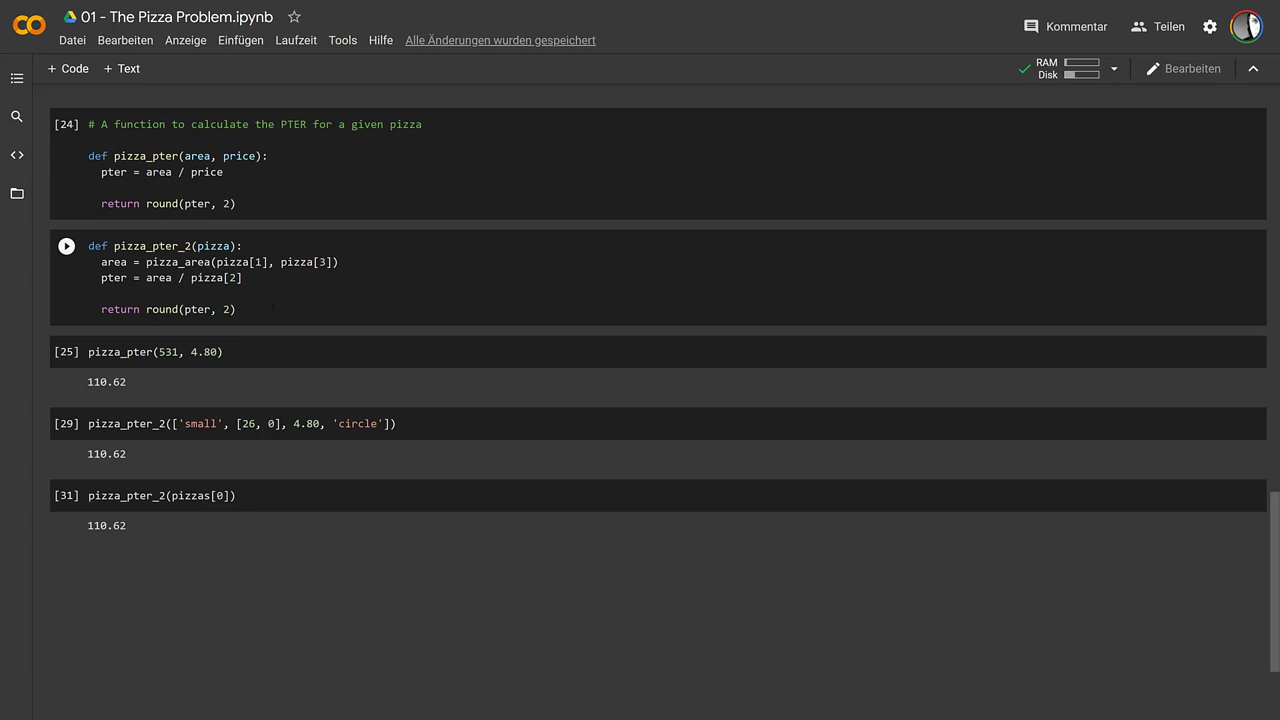 01 - The Pizza Problem.ipynb
Kommentar
Teilen
Datei Bearbeiten Anzeige Einfügen Laufzeit Tools Hilfe Alle Änderungen wurden gespeichert
+ Code + Text
RAM
Disk
Bearbeiten
[24] # A function to calculate the PTER for a given pizza
def pizza_pter(area, price):
pter = area / price
return round(pter, 2)
def pizza_pter_2(pizza):
area = pizza_area(pizza[1], pizza[3])
pter = area / pizza[2]
return round(pter, 2)
[25] pizza_pter(531, 4.80)
110.62
[29] pizza_pter_2(['small', [26, 0], 4.80, 'circle'])
110.62
[31] pizza_pter_2(pizzas[0])
110.62